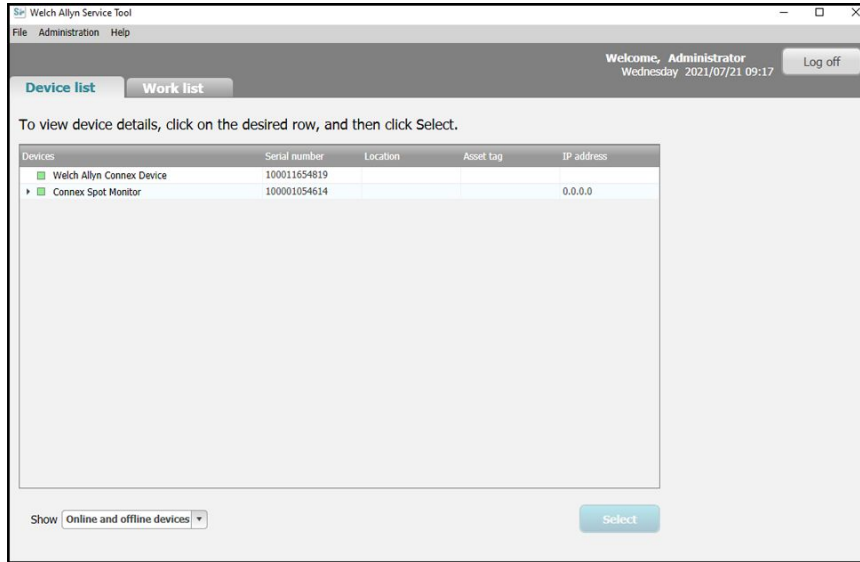 Welch Allyn Service Tool
File Administration Help
Welcome, Administrator
Wednesday 2021/07/21 09:17
Log off
Device list
Work list
To view device details, click on the desired row, and then click Select.
Devices Serial number Location Asset tag IP address
Welch Allyn Connex Device 100011654819
Connex Spot Monitor 100001054614 0.0.0.0
Show Online and offline devices
Select